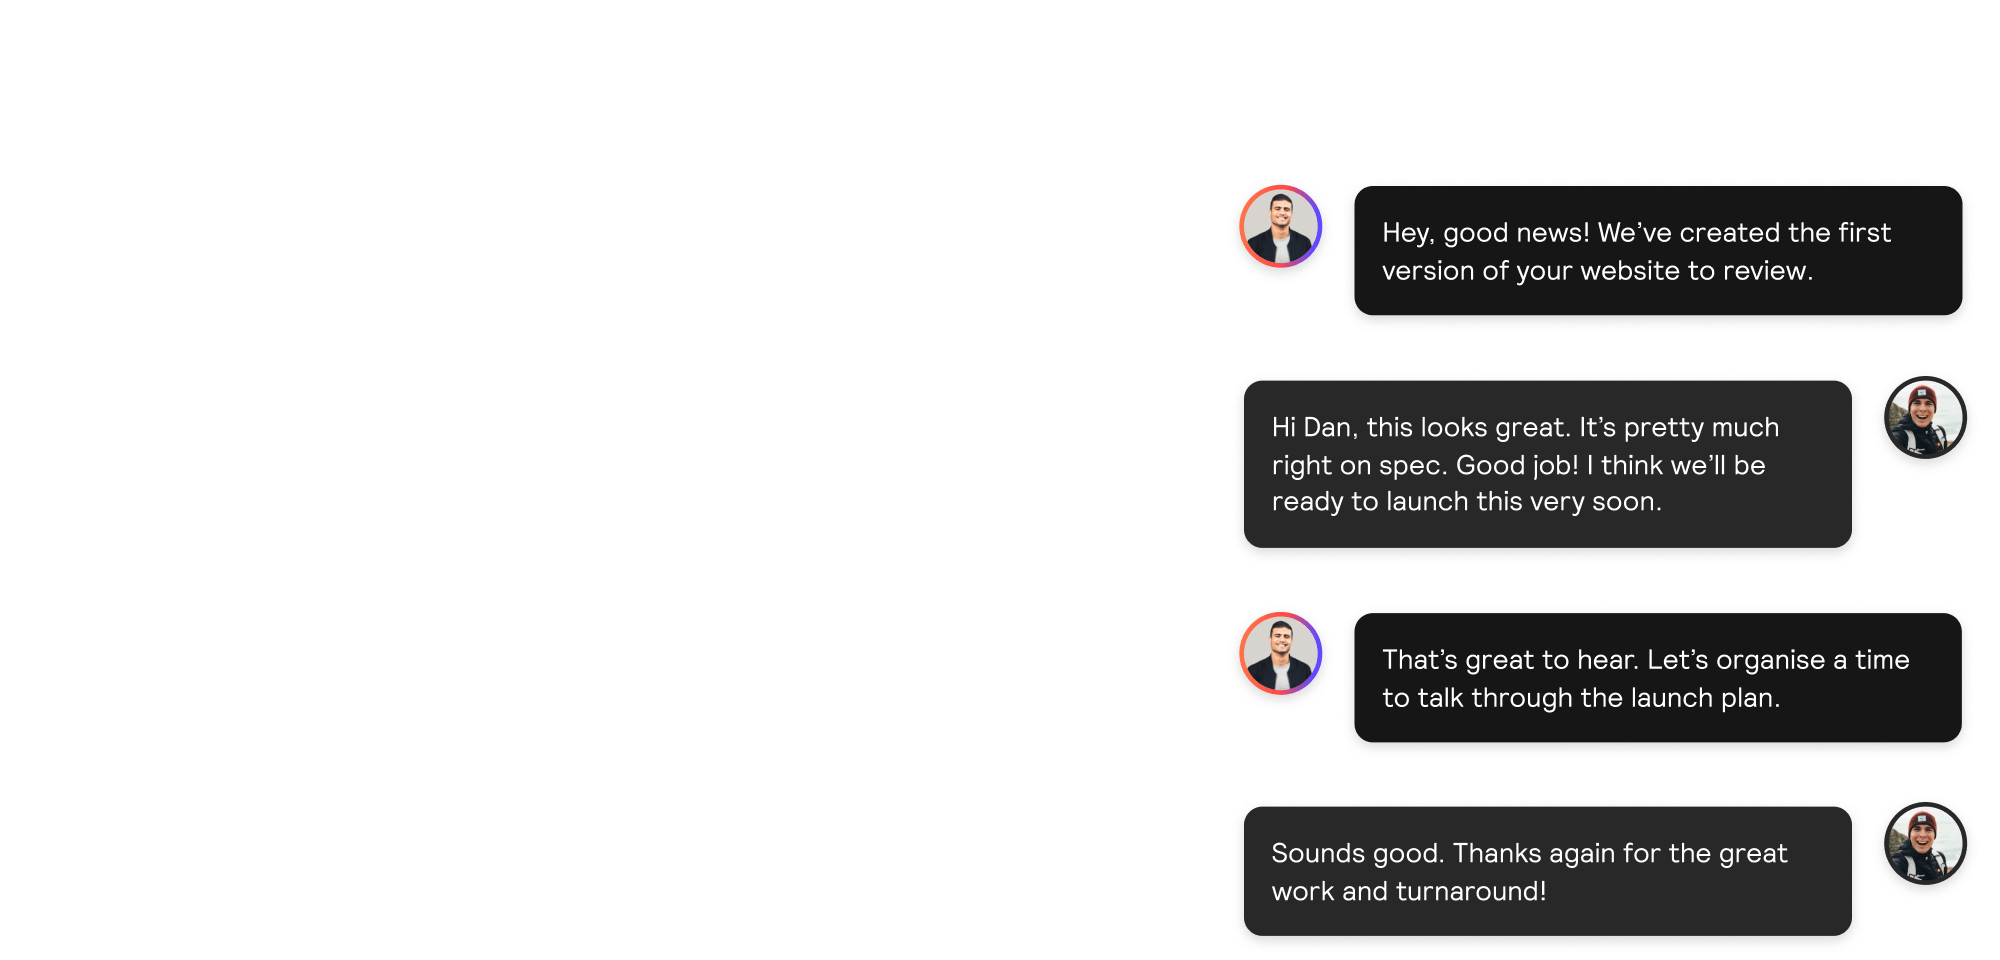 Hey, good news! We’ve created the first
version of your website to review.
Hi Dan, this looks great. It’s pretty much
right on spec. Good job! I think we’ll be
ready to launch this very soon.
That’s great to hear. Let’s organise a time
to talk through the launch plan.
Sounds good. Thanks again for the great
work and turnaround!